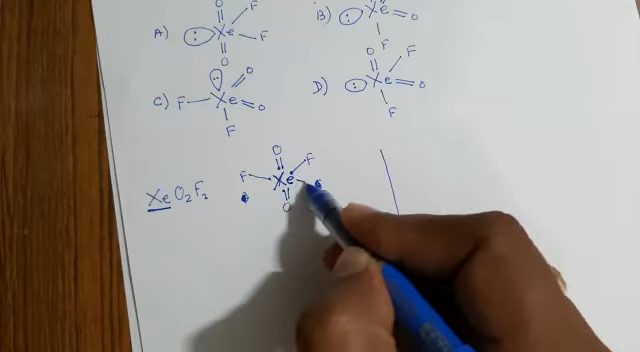 A) O Xe F F O
B) Xe O F
C) F Xe O O F
D) O Xe F O F
XeO2F2
O F Xe F O